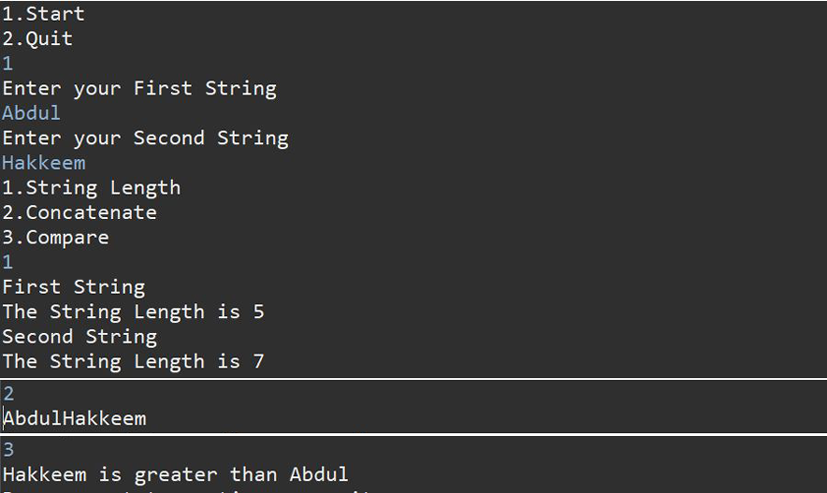 1.Start
2.Quit
1
Enter your First String
Abdul
Enter your Second String
Hakkeem
1.String Length
2.Concatenate
3.Compare
1
First String
The String Length is 5
Second String
The String Length is 7
2
AbdulHakkeem
3
Hakkeem is greater than Abdul